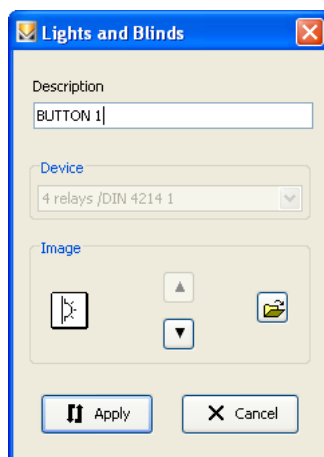 Lights and Blinds
Description
BUTTON 1
Device
4 relays /DIN 4214 1
Image
Apply
Cancel